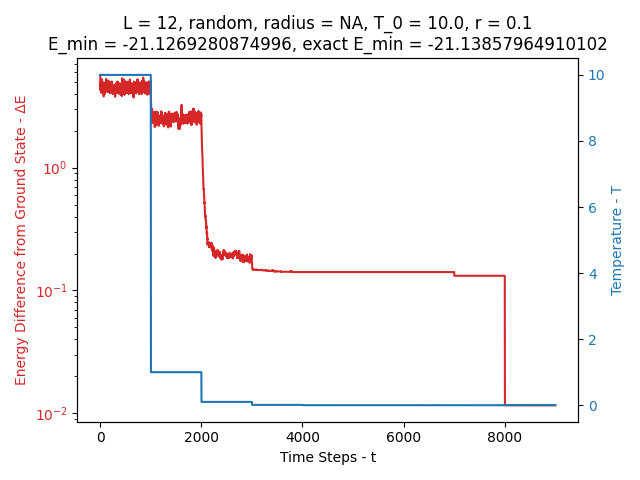 L = 12, random, radius = NA, T_0 = 10.0, r = 0.1
E_min = -21.1269280874996, exact E_min = -21.13857964910102
Energy Difference from Ground State - ΔE
10⁰
10⁻¹
10⁻²
10
8
6
4
2
0
Temperature - T
0 2000 4000 6000 8000
Time Steps - t